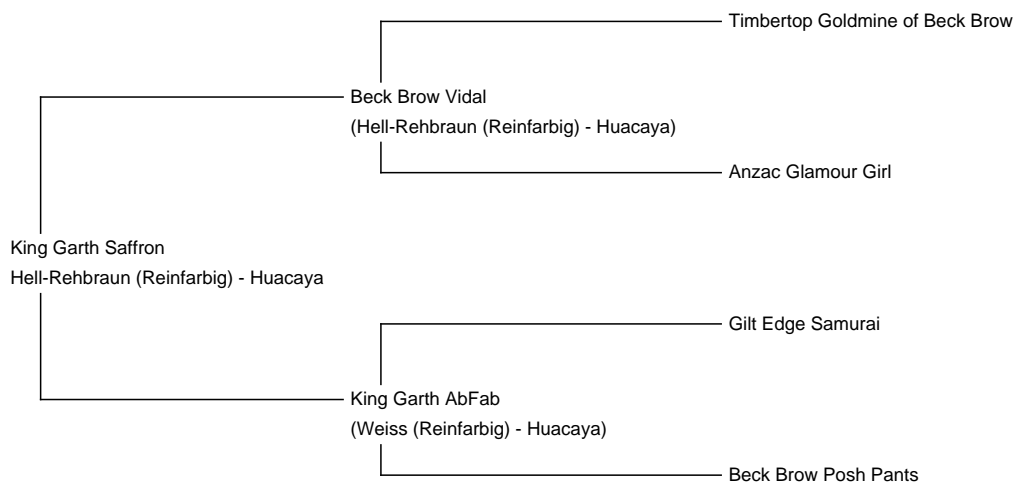 Timbertop Goldmine of Beck Brow
Beck Brow Vidal
(Hell-Rehbraun (Reinfarbig) - Huacaya)
Anzac Glamour Girl
King Garth Saffron
Hell-Rehbraun (Reinfarbig) - Huacaya
Gilt Edge Samurai
King Garth AbFab
(Weiss (Reinfarbig) - Huacaya)
Beck Brow Posh Pants